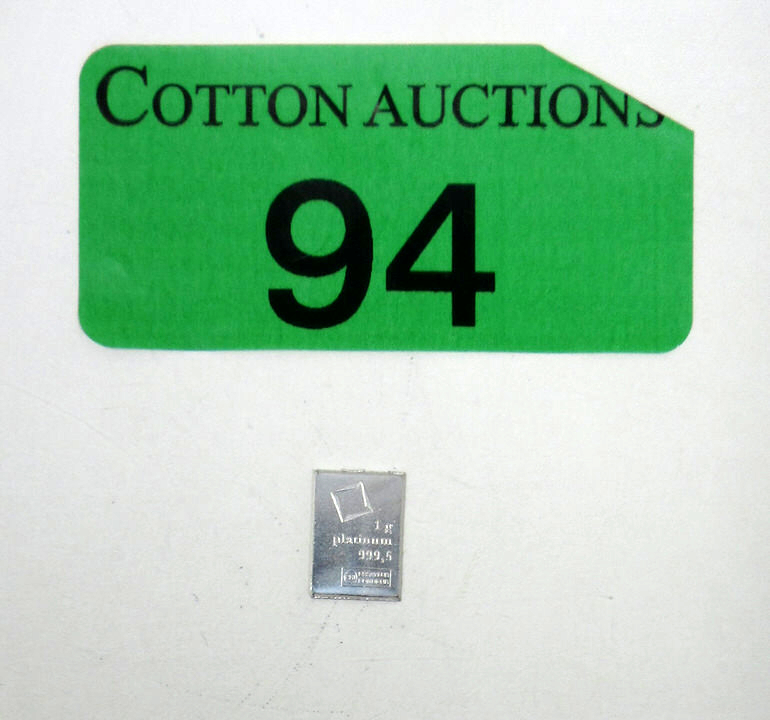 COTTON AUCTIONS
94
1 g
platinum
999,5